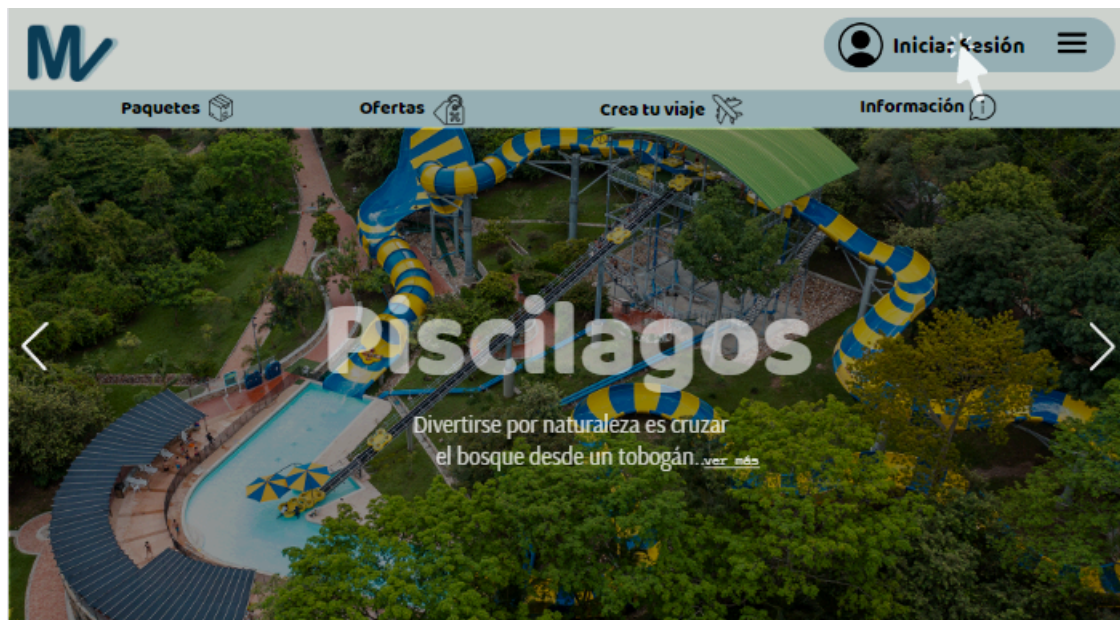 MV
Iniciar Sesión
Paquetes
Ofertas
Crea tu viaje
Información
Piscilagos
Divertirse por naturaleza es cruzar
el bosque desde un tobogán...ver más